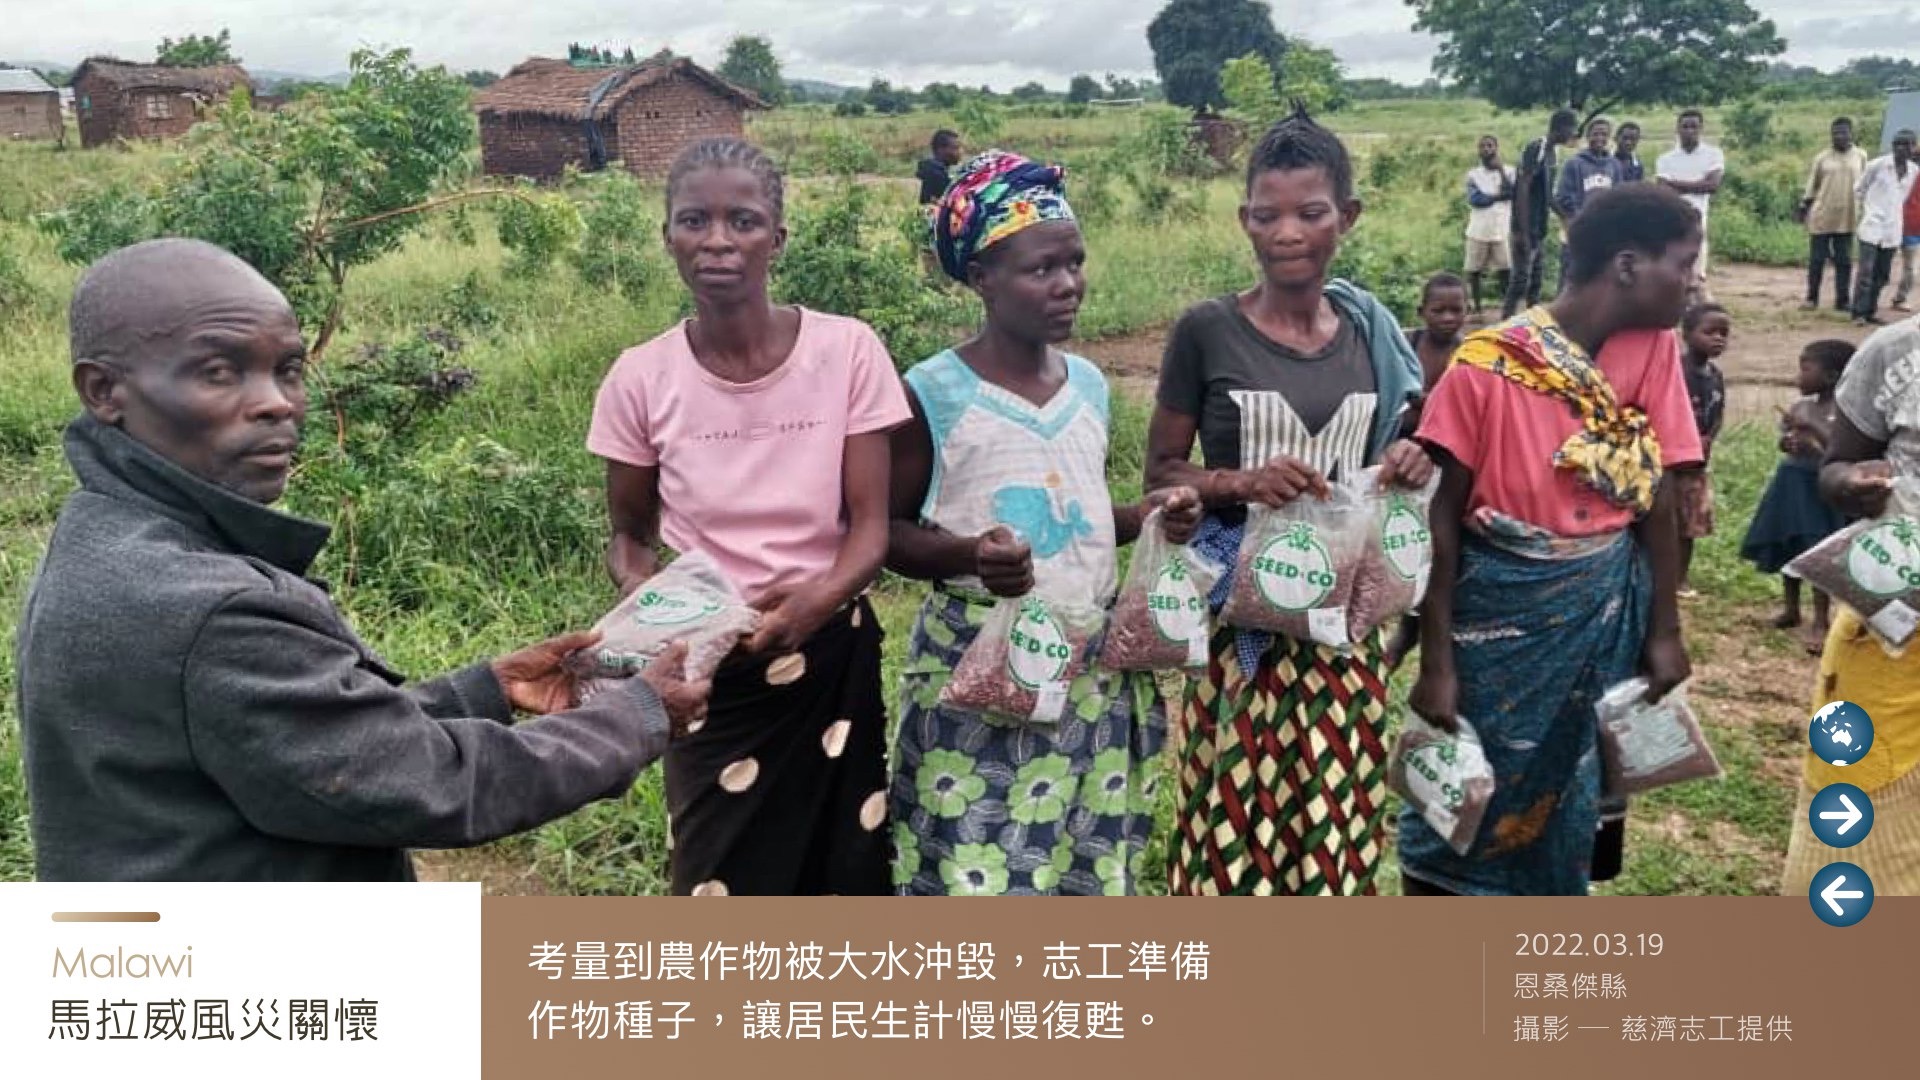 SEED CO
SEED CO
SEED CO
SEED CO
SEED CO
SEED CO
Malawi
馬拉威風災關懷
考量到農作物被大水沖毀，志工準備
作物種子，讓居民生計慢慢復甦。
2022.03.19
恩桑傑縣
攝影 — 慈濟志工提供